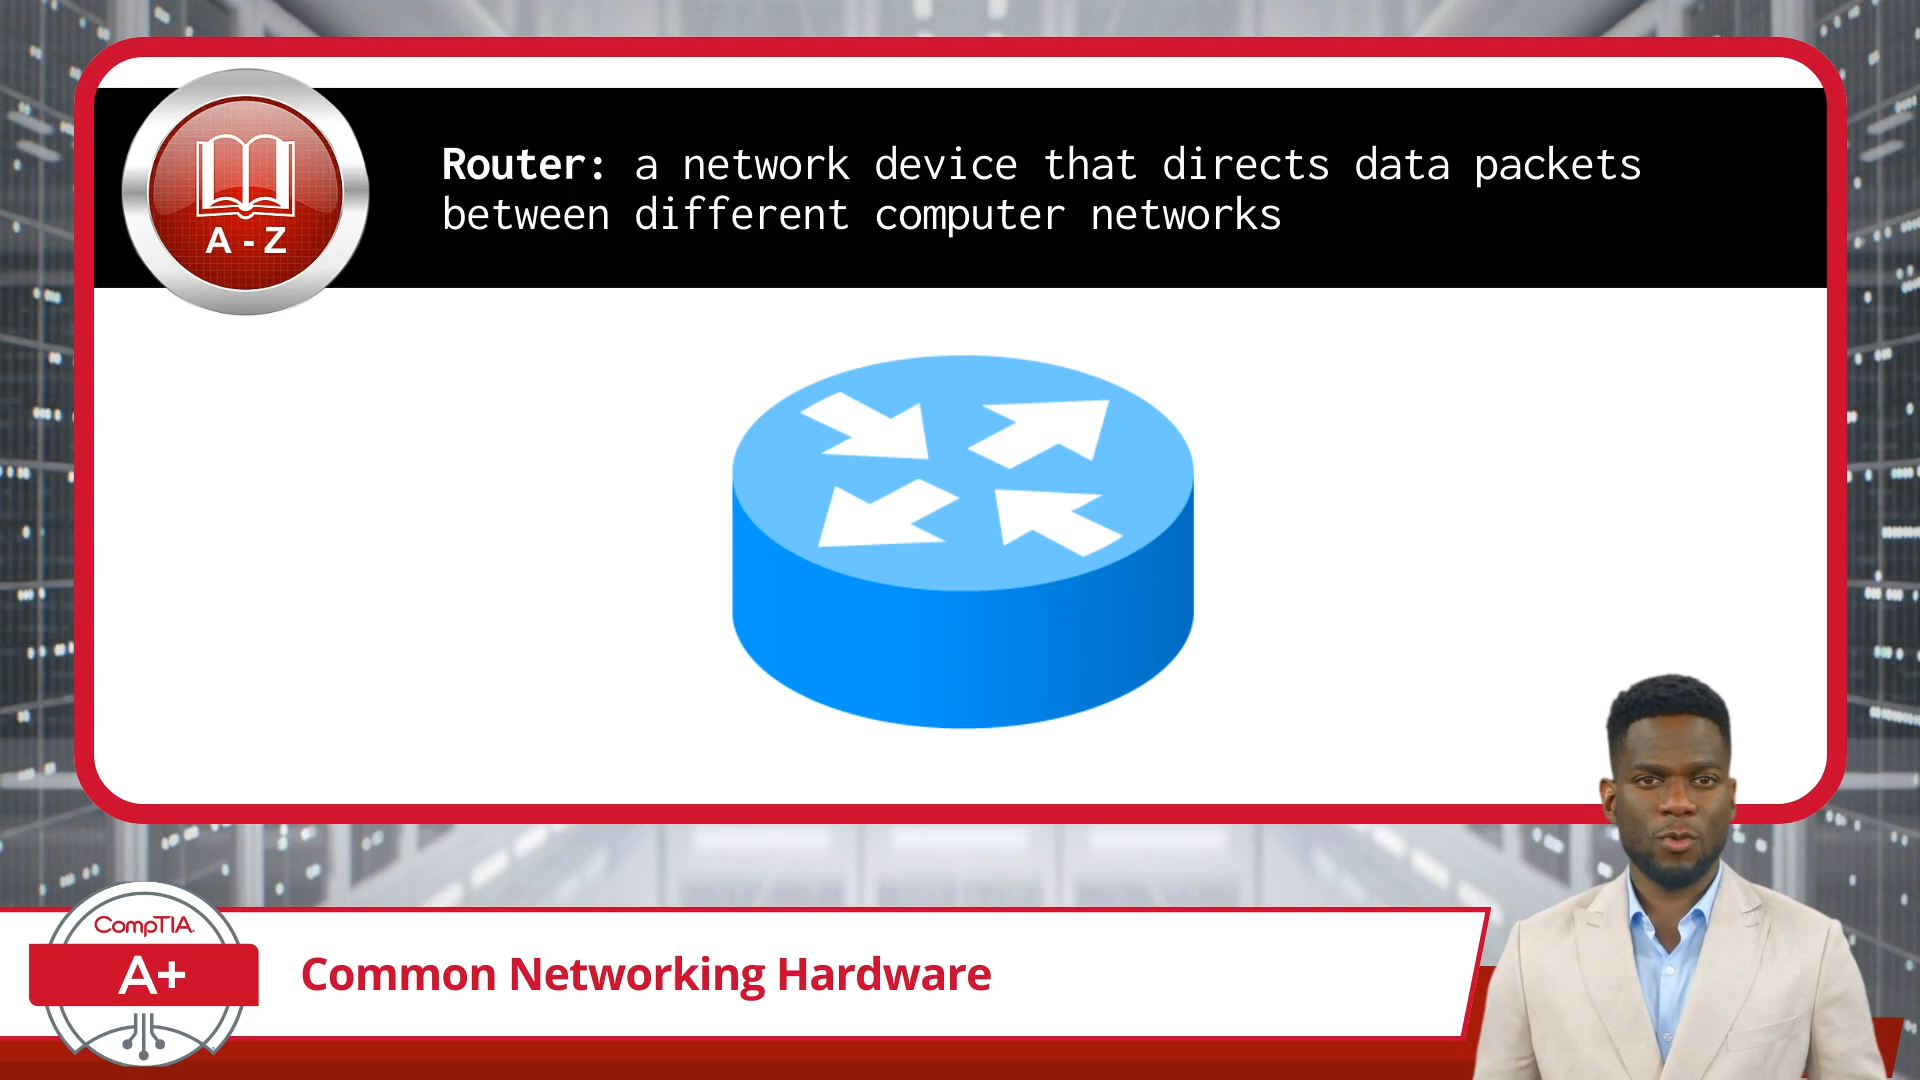 Router: a network device that directs data packets
between different computer networks
A - Z
CompTIA
A+
Common Networking Hardware